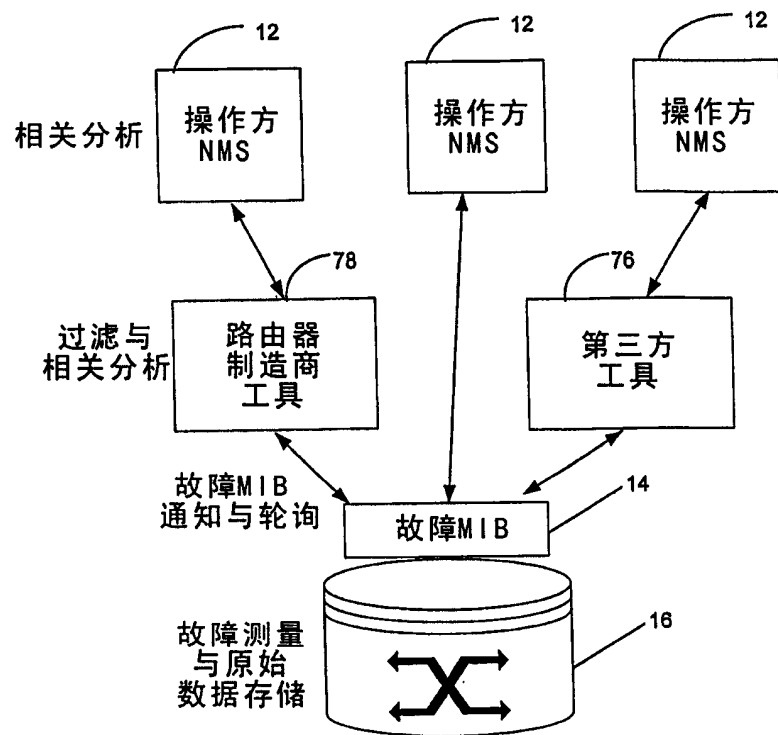 12
12
12
相关分析
操作方
NMS
操作方
NMS
操作方
NMS
78
76
过滤与
相关分析
路由器
制造商
工具
第三方
工具
故障MIB
通知与轮询
故障MIB
14
故障测量
与原始
数据存储
16